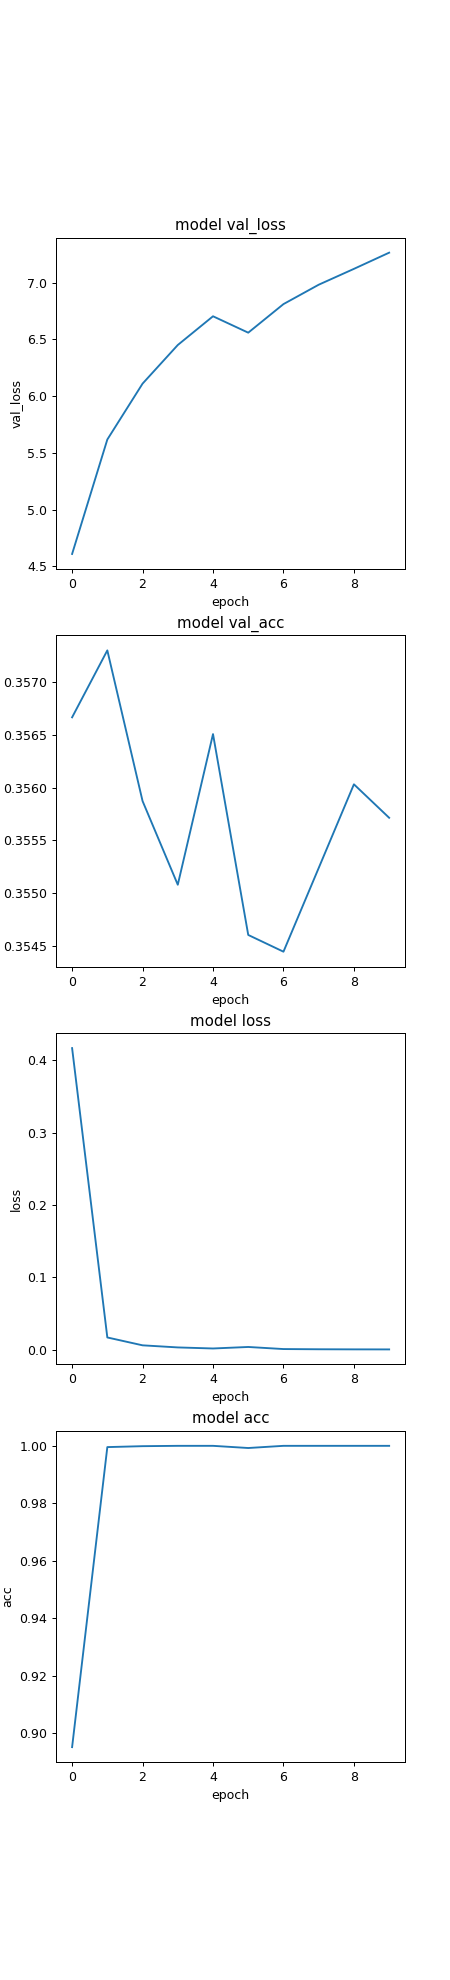 model val_loss
7.0
6.5
6.0
5.5
5.0
4.5
val_loss
0 2 4 6 8
epoch
model val_acc
0.3570
0.3565
0.3560
0.3555
0.3550
0.3545
0 2 4 6 8
epoch
model loss
0.4
0.3
0.2
0.1
0.0
loss
0 2 4 6 8
epoch
model acc
1.00
0.98
0.96
0.94
0.92
0.90
acc
0 2 4 6 8
epoch